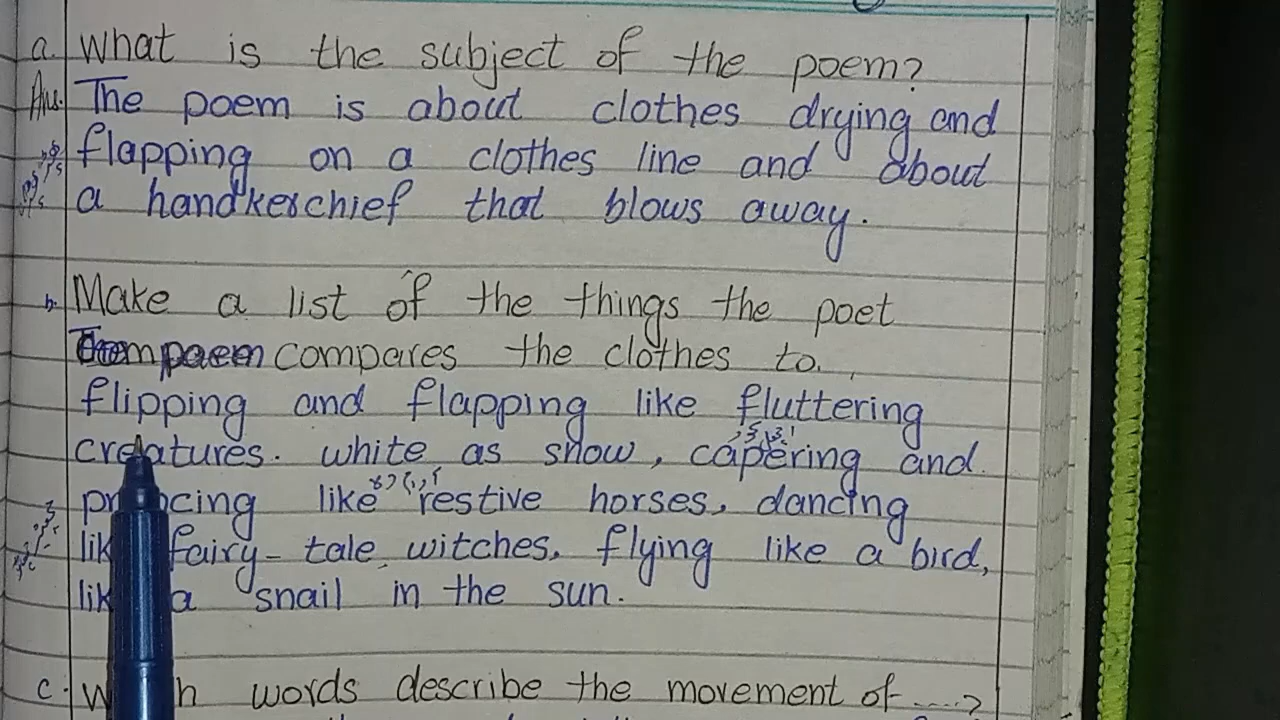 a. What is the subject of the poem?
Ans. The poem is about clothes drying and
flapping on a clothes line and about
a handkerchief that blows away.
b. Make a list of the things the poet
compares the clothes to.
flipping and flapping like fluttering
creatures. white as snow, capering and
like restive horses, dancing
fairy-tale witches, flying like a bird,
a snail in the sun.
c. words describe the movement of ....?